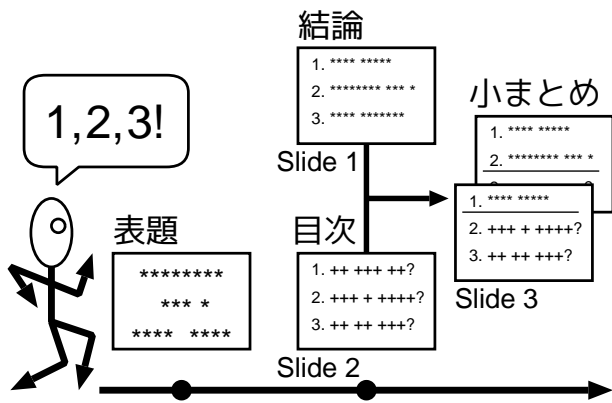 結論
1. **** *****
2. ******** *** *
3. **** *******
Slide 1
小まとめ
1. **** *****
2. ******** *** *
1. **** *****
2. +++ + ++++?
3. ++ ++ +++?
Slide 3
1,2,3!
表題
********
*** *
**** ****
目次
1. ++ +++ ++?
2. +++ + ++++?
3. ++ ++ +++?
Slide 2